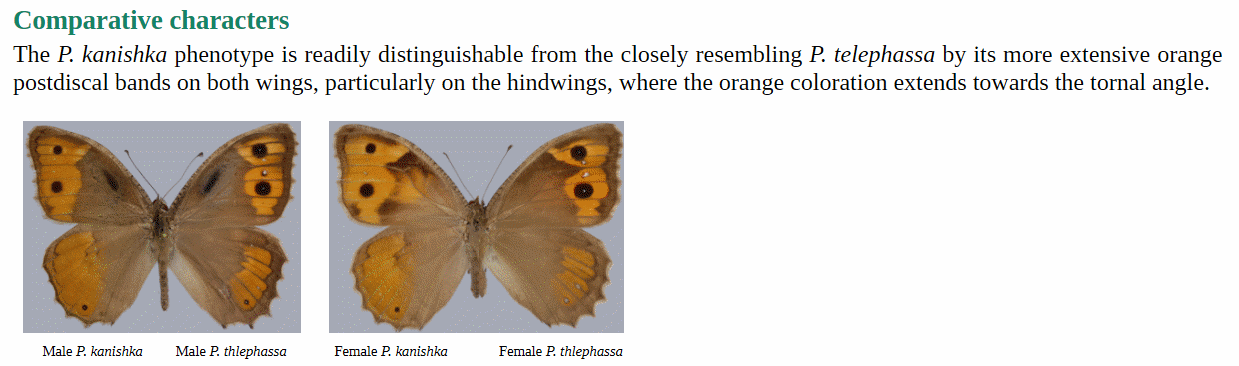 Comparative characters
The P. kanishka phenotype is readily distinguishable from the closely resembling P. telephassa by its more extensive orange
postdiscal bands on both wings, particularly on the hindwings, where the orange coloration extends towards the tornal angle.
Male P. kanishka Male P. thlephassa Female P. kanishka Female P. thlephassa